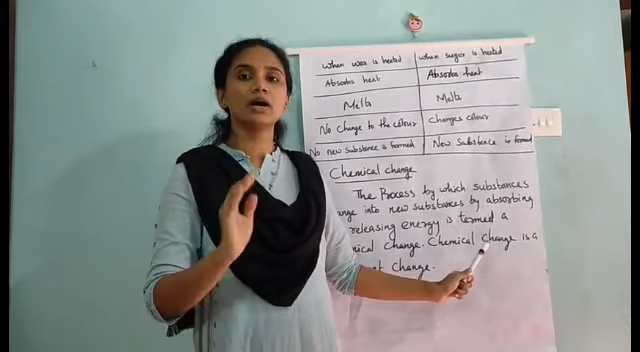 when wax is heated | when sugar is heated
Absorbs heat | Absorbs heat
Melts | Melts
No change to the colour | Changes colour
No new substance is formed | New substance is formed
Chemical change
The Process by which substances
ange into new substances by absorbing
releasing energy is termed a
ical change. Chemical change is a
t change.